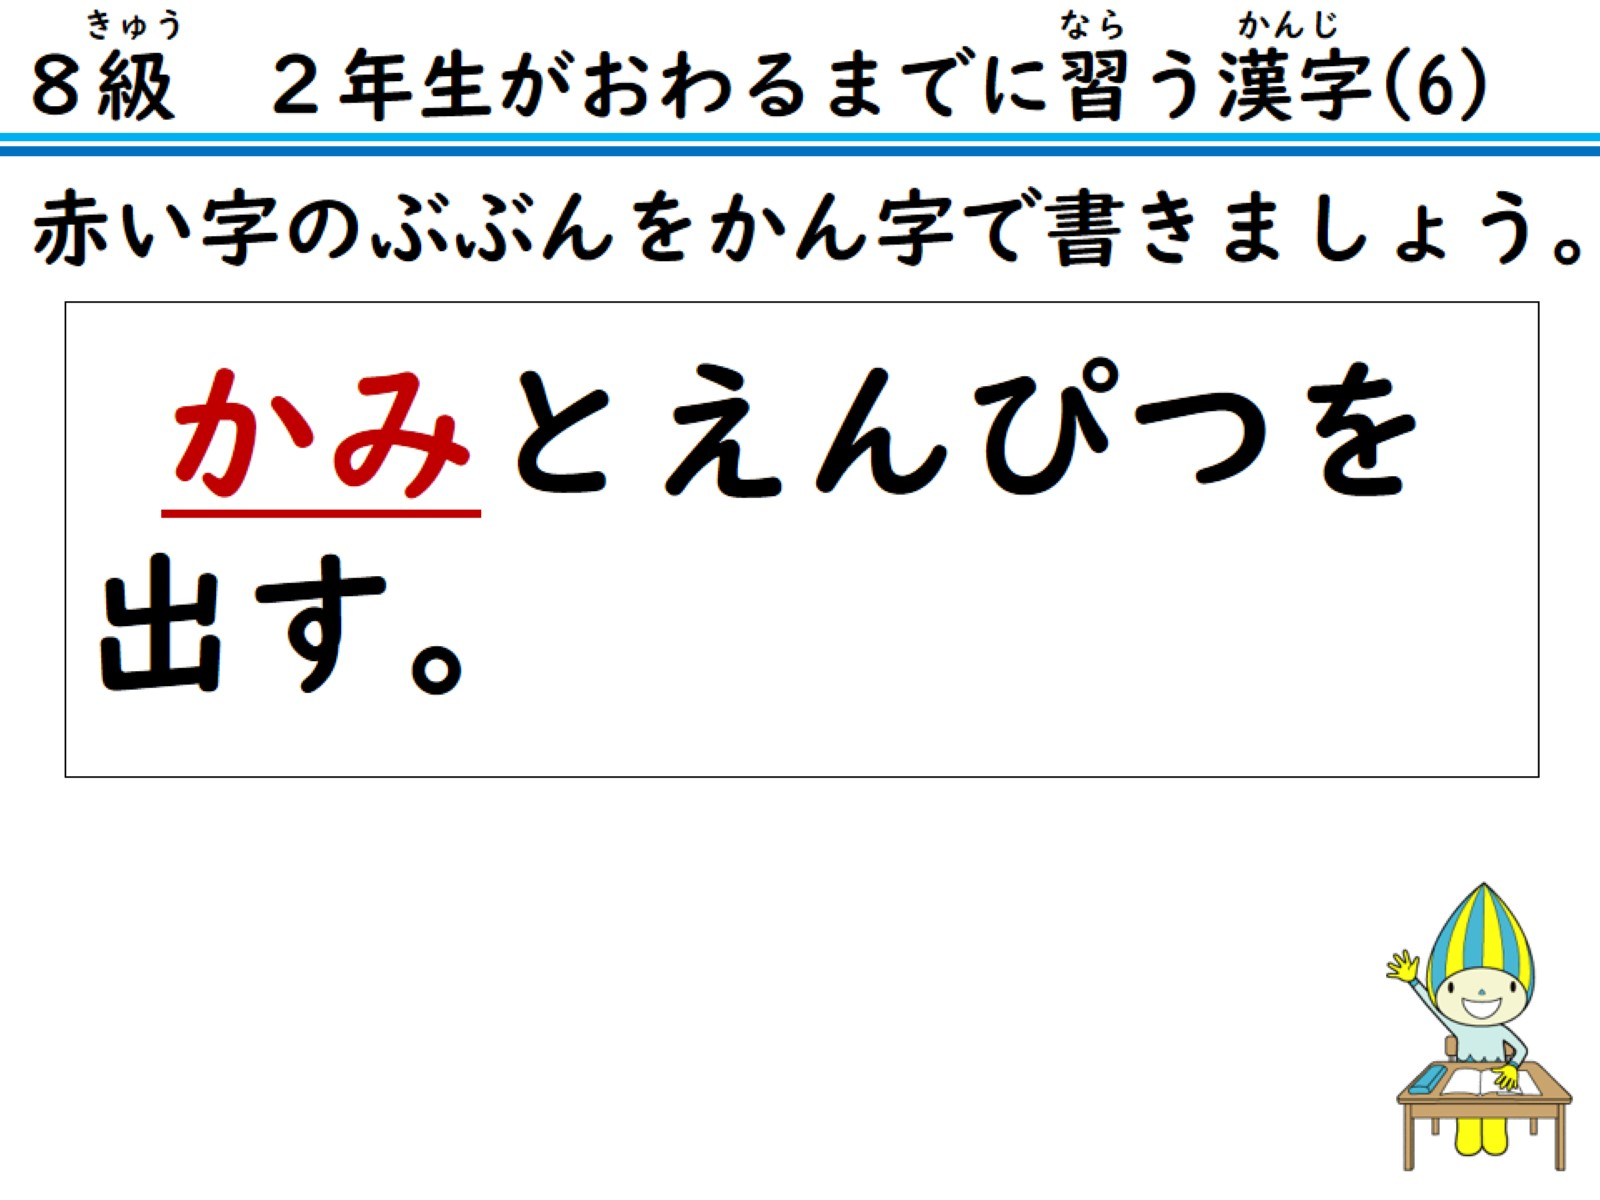 きゅう なら かんじ
８級　２年生がおわるまでに習う漢字(6)
赤い字のぶぶんをかん字で書きましょう。
かみとえんぴつを
出す。